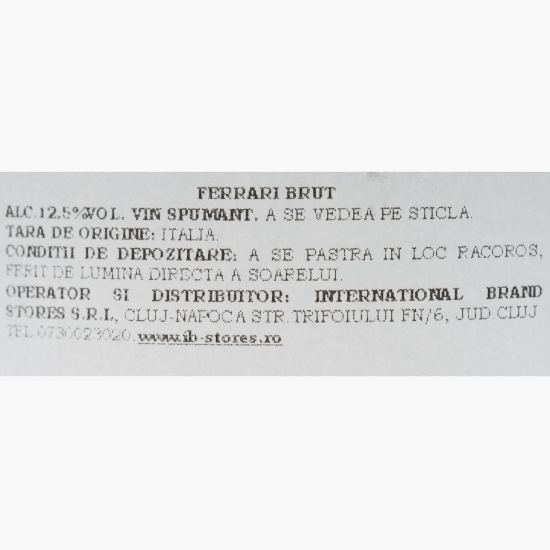 FERRARI BRUT
ALC.12.5%VOL. VIN SPUMANT. A SE VEDEA PE STICLA.
TARA DE ORIGINE: ITALIA.
CONDITII DE DEPOZITARE: A SE PASTRA IN LOC RACOROS,
FERIT DE LUMINA DIRECTA A SOARELUI.
OPERATOR SI DISTRIBUITOR: INTERNATIONAL BRAND
STORES S.R.L, CLUJ-NAPOCA STR.TRIFOIULUI FN/6, JUD.CLUJ
TEL.0730023020. www.ib-stores.ro